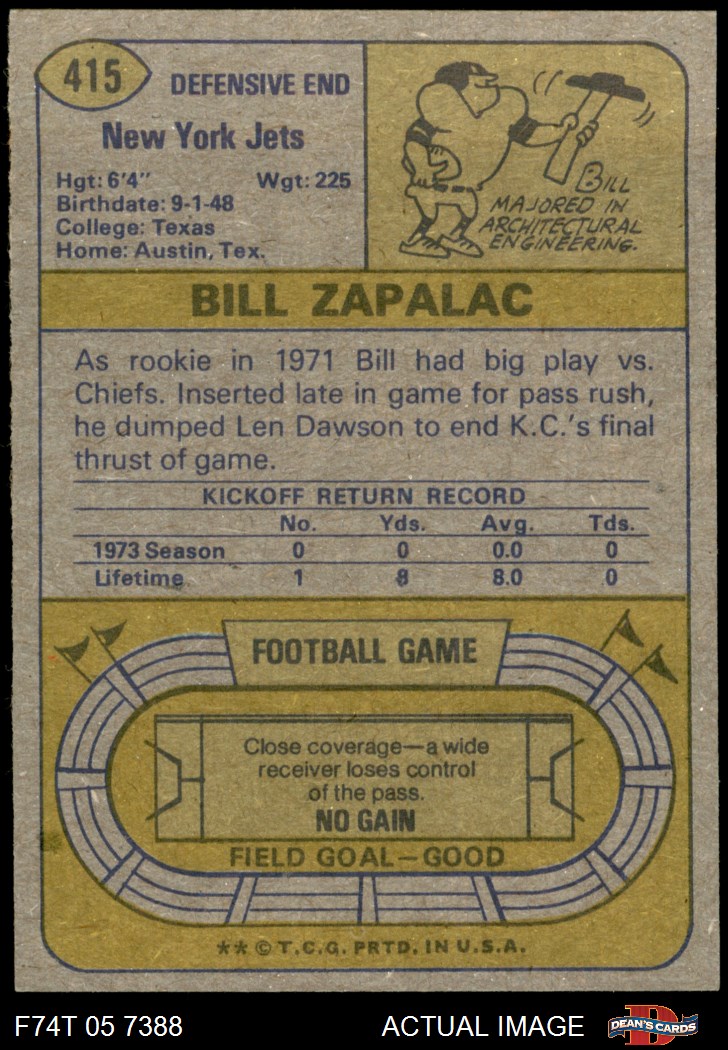 415
DEFENSIVE END
New York Jets
Hgt: 6'4" Wgt: 225
Birthdate: 9-1-48
College: Texas
Home: Austin, Tex.
BILL
MAJORED IN
ARCHITECTURAL
ENGINEERING.
BILL ZAPALAC
As rookie in 1971 Bill had big play vs.
Chiefs. Inserted late in game for pass rush,
he dumped Len Dawson to end K.C.'s final
thrust of game.
KICKOFF RETURN RECORD
No. Yds. Avg. Tds.
1973 Season 0 0 0.0 0
Lifetime 1 8 8.0 0
FOOTBALL GAME
Close coverage—a wide
receiver loses control
of the pass.
NO GAIN
FIELD GOAL—GOOD
** © T.C.G. PRTD. IN U.S.A.
F74T 05 7388 ACTUAL IMAGE DEAN'S CARDS